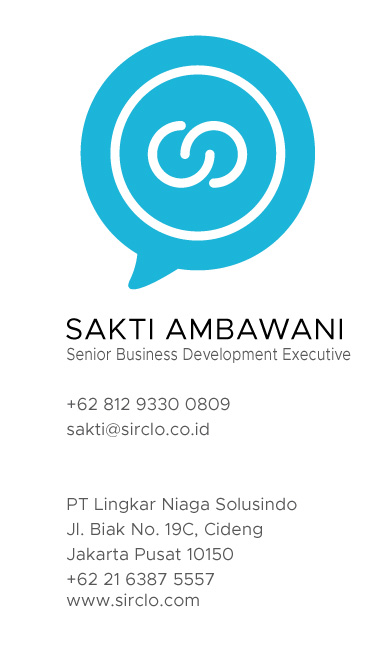 SAKTI AMBAWANI
Senior Business Development Executive
+62 812 9330 0809
sakti@sirclo.co.id
PT Lingkar Niaga Solusindo
Jl. Biak No. 19C, Cideng
Jakarta Pusat 10150
+62 21 6387 5557
www.sirclo.com